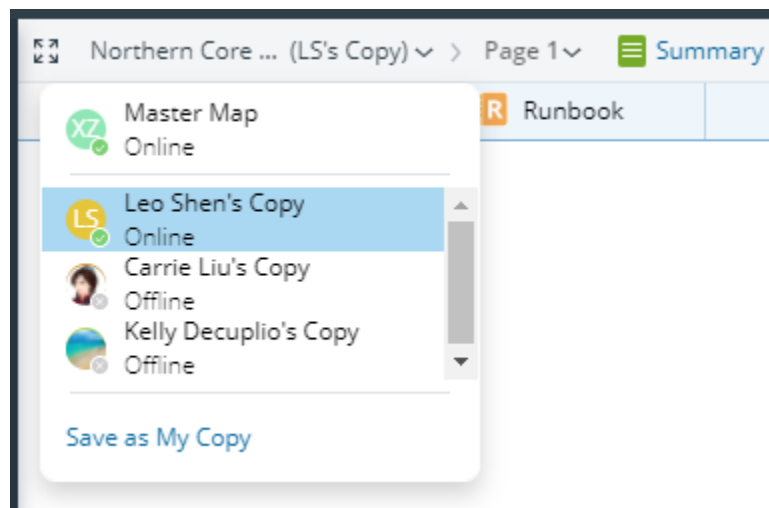 Northern Core ... (LS's Copy) > Page 1 Summary
XZ Master Map
Online
R Runbook
LS Leo Shen's Copy
Online
Carrie Liu's Copy
Offline
Kelly Decuplio's Copy
Offline
Save as My Copy